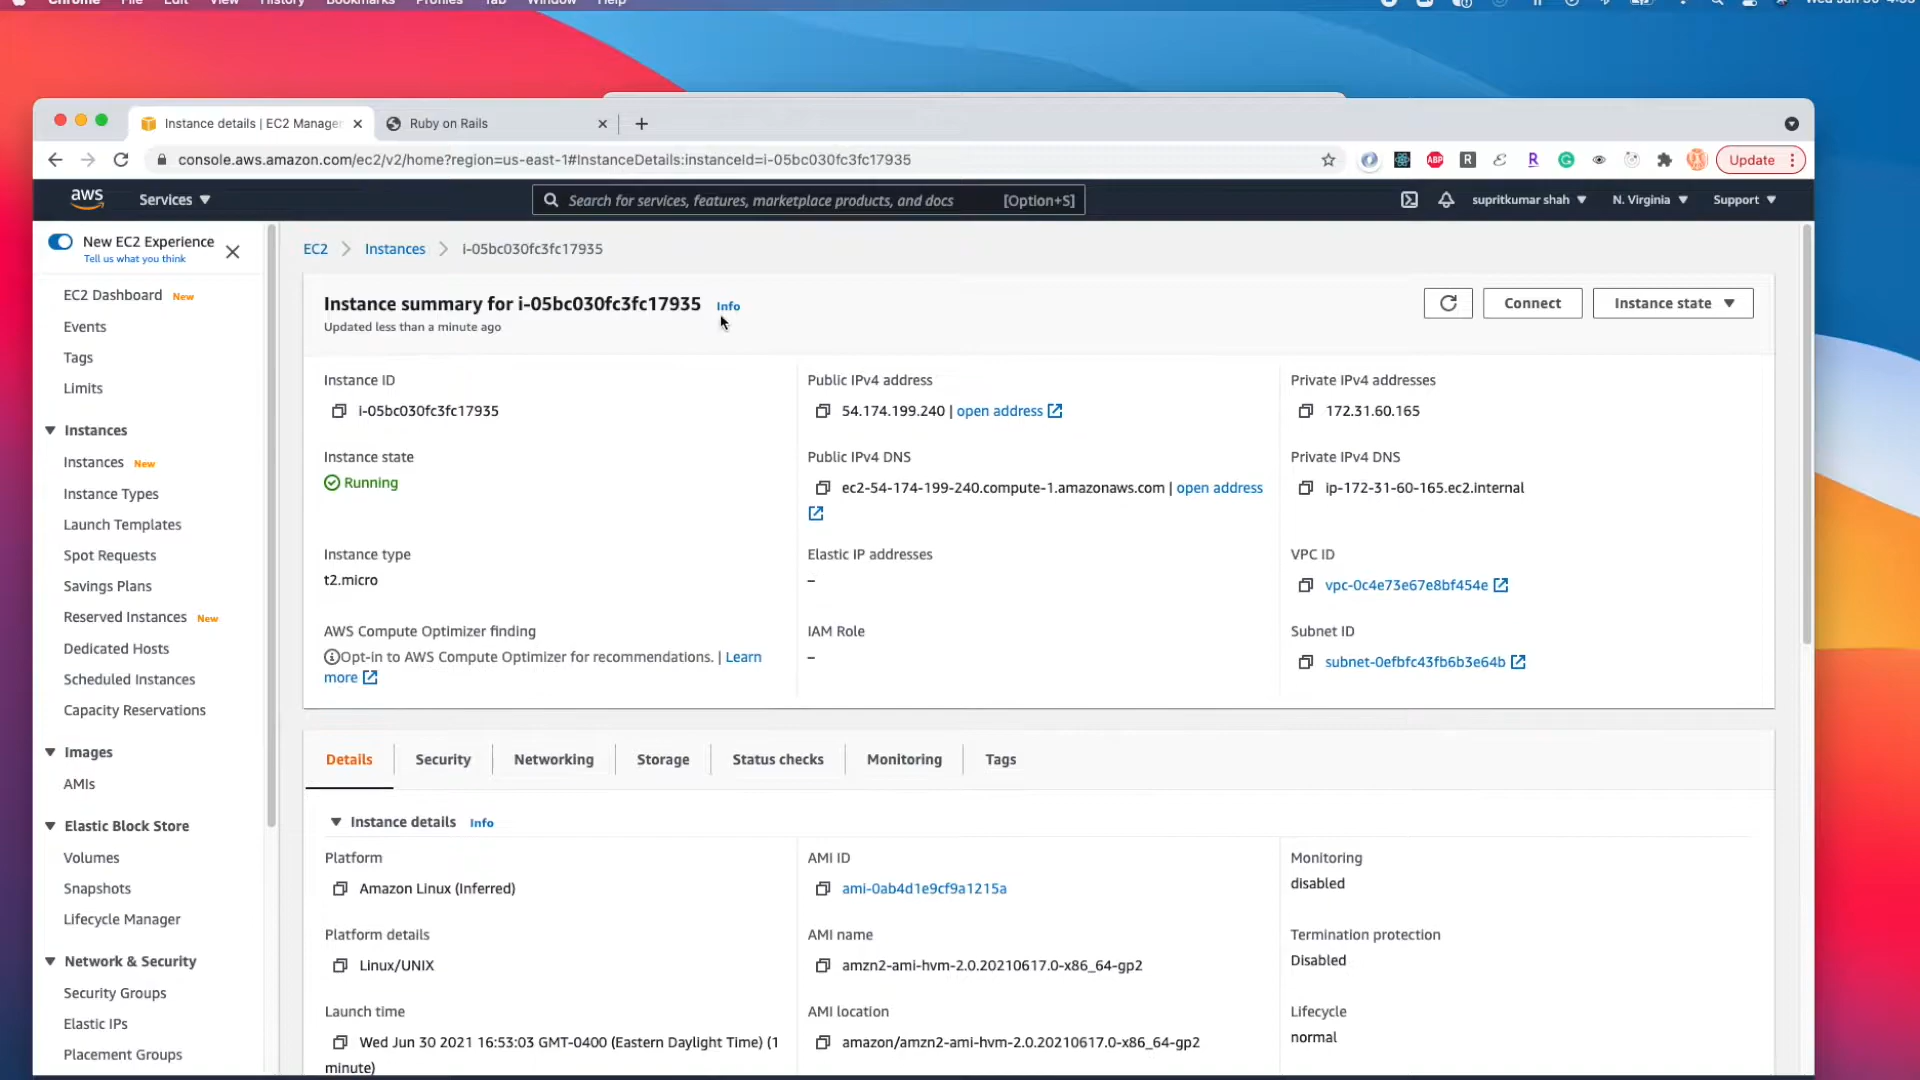 Chrome File Edit View History Bookmarks Profiles Tab Window Help
Instance details | EC2 Manage
Ruby on Rails
console.aws.amazon.com/ec2/v2/home?region=us-east-1#InstanceDetails:instanceId=i-05bc030fc3fc17935
ABP
R
R
Update
aws
Services
Search for services, features, marketplace products, and docs
[Option+S]
supritkumar shah
N. Virginia
Support
New EC2 Experience
Tell us what you think
EC2 Dashboard New
Events
Tags
Limits
Instances
Instances New
Instance Types
Launch Templates
Spot Requests
Savings Plans
Reserved Instances New
Dedicated Hosts
Scheduled Instances
Capacity Reservations
Images
AMIs
Elastic Block Store
Volumes
Snapshots
Lifecycle Manager
Network & Security
Security Groups
Elastic IPs
Placement Groups
EC2 > Instances > i-05bc030fc3fc17935
Instance summary for i-05bc030fc3fc17935 Info
Updated less than a minute ago
Connect
Instance state
Instance ID
i-05bc030fc3fc17935
Public IPv4 address
54.174.199.240 | open address
Private IPv4 addresses
172.31.60.165
Instance state
Running
Public IPv4 DNS
ec2-54-174-199-240.compute-1.amazonaws.com | open address
Private IPv4 DNS
ip-172-31-60-165.ec2.internal
Instance type
t2.micro
Elastic IP addresses
–
VPC ID
vpc-0c4e73e67e8bf454e
AWS Compute Optimizer finding
Opt-in to AWS Compute Optimizer for recommendations. | Learn
more
IAM Role
–
Subnet ID
subnet-0efbfc43fb6b3e64b
Details
Security
Networking
Storage
Status checks
Monitoring
Tags
Instance details Info
Platform
Amazon Linux (Inferred)
AMI ID
ami-0ab4d1e9cf9a1215a
Monitoring
disabled
Platform details
Linux/UNIX
AMI name
amzn2-ami-hvm-2.0.20210617.0-x86_64-gp2
Termination protection
Disabled
Launch time
Wed Jun 30 2021 16:53:03 GMT-0400 (Eastern Daylight Time) (1
minute)
AMI location
amazon/amzn2-ami-hvm-2.0.20210617.0-x86_64-gp2
Lifecycle
normal